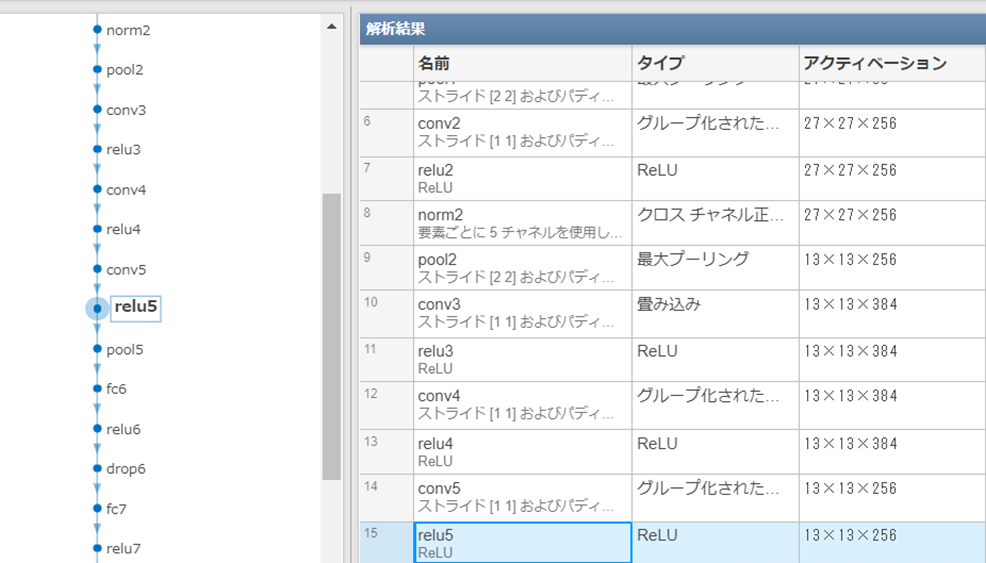 norm2
pool2
conv3
relu3
conv4
relu4
conv5
relu5
pool5
fc6
relu6
drop6
fc7
relu7
解析結果
名前 タイプ アクティベーション
ストライド [2 2] およびパディ...
6 conv2 グループ化された... 27×27×256
ストライド [1 1] およびパディ...
7 relu2 ReLU 27×27×256
ReLU
8 norm2 クロス チャネル正... 27×27×256
要素ごとに 5 チャネルを使用し...
9 pool2 最大プーリング 13×13×256
ストライド [2 2] およびパディ...
10 conv3 畳み込み 13×13×384
ストライド [1 1] およびパディ...
11 relu3 ReLU 13×13×384
ReLU
12 conv4 グループ化された... 13×13×384
ストライド [1 1] およびパディ...
13 relu4 ReLU 13×13×384
ReLU
14 conv5 グループ化された... 13×13×256
ストライド [1 1] およびパディ...
15 relu5 ReLU 13×13×256
ReLU